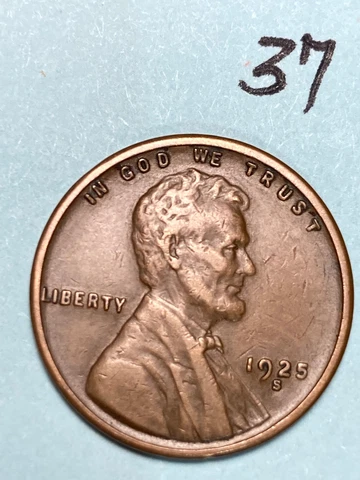 37
IN GOD WE TRUST
LIBERTY
1925
S